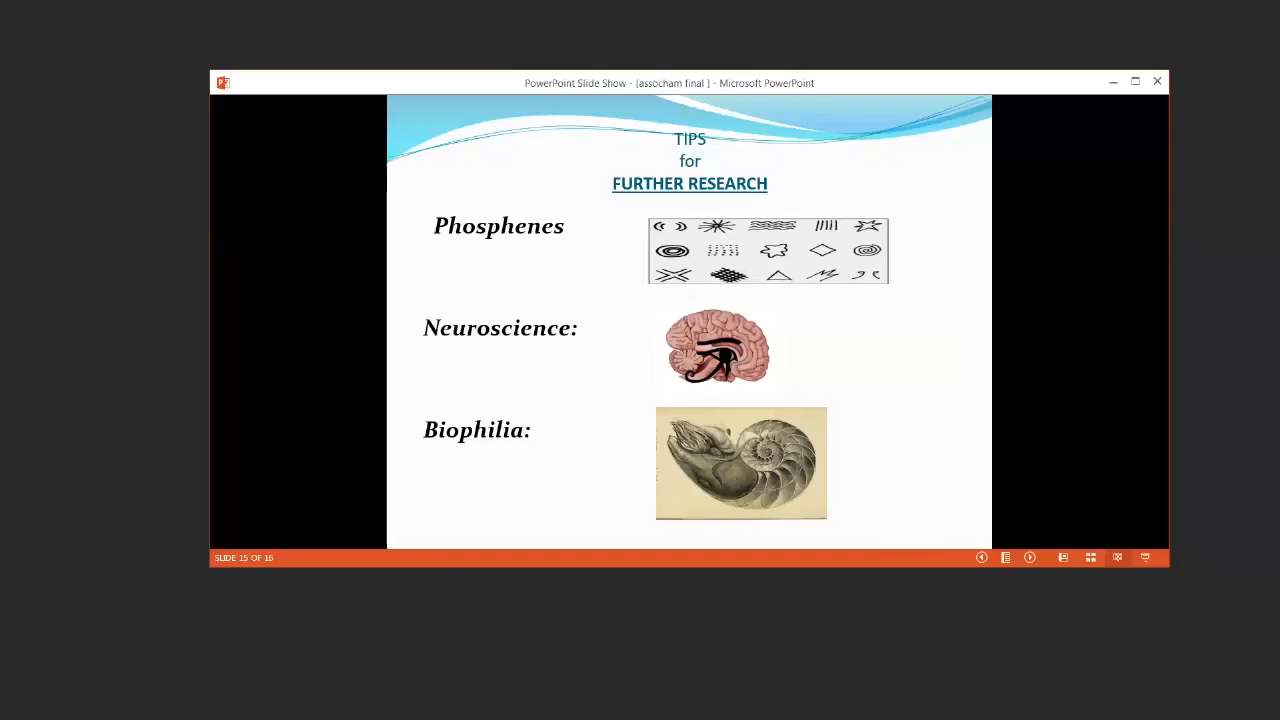 PowerPoint Slide Show - [assocham final ] - Microsoft PowerPoint
TIPS
for
FURTHER RESEARCH
Phosphenes
Neuroscience:
Biophilia:
SLIDE 15 OF 16